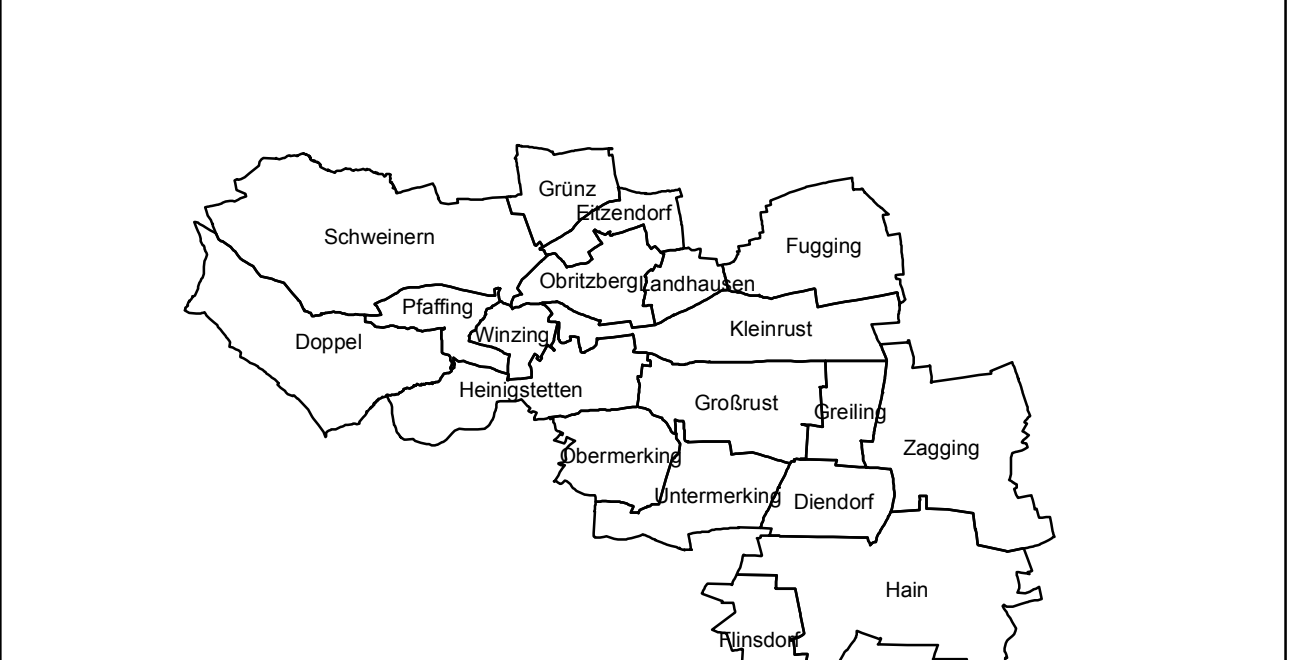 Grünz
Eitzendorf
Schweinern
Fugging
Obritzberg
Landhausen
Pfaffing
Kleinrust
Winzing
Doppel
Heinigstetten
Großrust
Greiling
Zagging
Obermerking
Untermerking
Diendorf
Hain
Flinsdorf